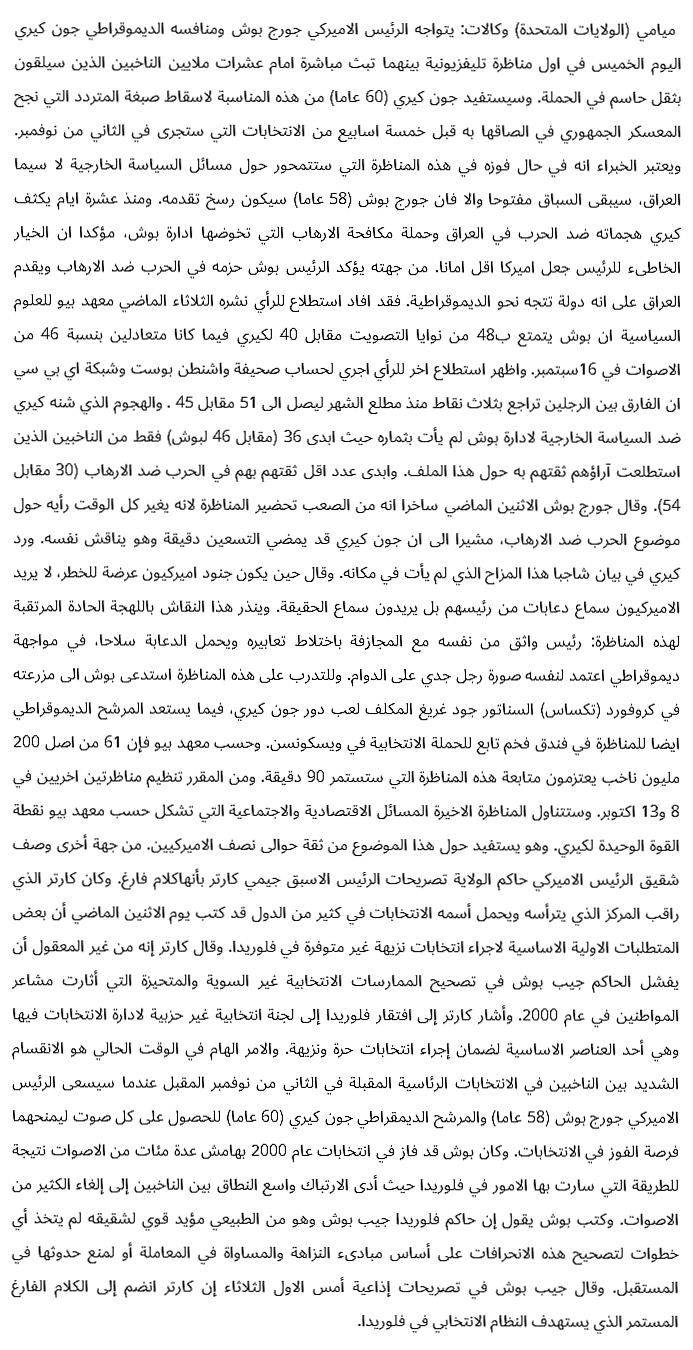 ميامي (الولايات المتحدة) وكالات: يتواجه الرئيس الاميركي جورج بوش ومنافسه الديموقراطي جون كيري
اليوم الخميس في اول مناظرة تليفزيونية بينهما تبث مباشرة امام عشرات ملايين الناخبين الذين سيلقون
بثقل حاسم في الحملة. وسيستفيد جون كيري (60 عاما) من هذه المناسبة لاسقاط صبغة المتردد التي نجح
المعسكر الجمهوري في الصاقها به قبل خمسة اسابيع من الانتخابات التي ستجرى في الثاني من نوفمبر.
ويعتبر الخبراء انه في حال فوزه في هذه المناظرة التي ستتمحور حول مسائل السياسة الخارجية لا سيما
العراق، سيبقى السباق مفتوحا والا فان جورج بوش (58 عاما) سيكون رسخ تقدمه. ومنذ عشرة ايام يكثف
كيري هجماته ضد الحرب في العراق وحملة مكافحة الارهاب التي تخوضها ادارة بوش، مؤكدا ان الخيار
الخاطىء للرئيس جعل اميركا اقل امانا. من جهته يؤكد الرئيس بوش حزمه في الحرب ضد الارهاب ويقدم
العراق على انه دولة تتجه نحو الديموقراطية. فقد افاد استطلاع للرأي نشره الثلاثاء الماضي معهد بيو للعلوم
السياسية ان بوش يتمتع ب48 من نوايا التصويت مقابل 40 لكيري فيما كانا متعادلين بنسبة 46 من
الاصوات في 16سبتمبر. واظهر استطلاع اخر للرأي اجري لحساب صحيفة واشنطن بوست وشبكة اي بي سي
ان الفارق بين الرجلين تراجع بثلاث نقاط منذ مطلع الشهر ليصل الى 51 مقابل 45 . والهجوم الذي شنه كيري
ضد السياسة الخارجية لادارة بوش لم يأت بثماره حيث ابدى 36 (مقابل 46 لبوش) فقط من الناخبين الذين
استطلعت آراؤهم ثقتهم به حول هذا الملف. وابدى عدد اقل ثقتهم بهم في الحرب ضد الارهاب (30 مقابل
54). وقال جورج بوش الاثنين الماضي ساخرا انه من الصعب تحضير المناظرة لانه يغير كل الوقت رأيه حول
موضوع الحرب ضد الارهاب، مشيرا الى ان جون كيري قد يمضي التسعين دقيقة وهو يناقش نفسه. ورد
كيري في بيان شاجبا هذا المزاح الذي لم يأت في مكانه. وقال حين يكون جنود اميركيون عرضة للخطر، لا يريد
الاميركيون سماع دعابات من رئيسهم بل يريدون سماع الحقيقة. وينذر هذا النقاش باللهجة الحادة المرتقبة
لهذه المناظرة: رئيس واثق من نفسه مع المجازفة باختلاط تعابيره ويحمل الدعابة سلاحا، في مواجهة
ديموقراطي اعتمد لنفسه صورة رجل جدي على الدوام. وللتدرب على هذه المناظرة استدعى بوش الى مزرعته
في كروفورد (تكساس) السناتور جود غريغ المكلف لعب دور جون كيري، فيما يستعد المرشح الديموقراطي
ايضا للمناظرة في فندق فخم تابع للحملة الانتخابية في ويسكونسن. وحسب معهد بيو فإن 61 من اصل 200
مليون ناخب يعتزمون متابعة هذه المناظرة التي ستستمر 90 دقيقة. ومن المقرر تنظيم مناظرتين اخريين في
8 و13 اكتوبر. وستتناول المناظرة الاخيرة المسائل الاقتصادية والاجتماعية التي تشكل حسب معهد بيو نقطة
القوة الوحيدة لكيري. وهو يستفيد حول هذا الموضوع من ثقة حوالى نصف الاميركيين. من جهة أخرى وصف
شقيق الرئيس الاميركي حاكم الولاية تصريحات الرئيس الاسبق جيمي كارتر بأنهاكلام فارغ. وكان كارتر الذي
راقب المركز الذي يترأسه ويحمل أسمه الانتخابات في كثير من الدول قد كتب يوم الاثنين الماضي أن بعض
المتطلبات الاولية الاساسية لاجراء انتخابات نزيهة غير متوفرة في فلوريدا. وقال كارتر إنه من غير المعقول أن
يفشل الحاكم جيب بوش في تصحيح الممارسات الانتخابية غير السوية والمتحيزة التي أثارت مشاعر
المواطنين في عام 2000. وأشار كارتر إلى افتقار فلوريدا إلى لجنة انتخابية غير حزبية لادارة الانتخابات فيها
وهي أحد العناصر الاساسية لضمان إجراء انتخابات حرة ونزيهة. والامر الهام في الوقت الحالي هو الانقسام
الشديد بين الناخبين في الانتخابات الرئاسية المقبلة في الثاني من نوفمبر المقبل عندما سيسعى الرئيس
الاميركي جورج بوش (58 عاما) والمرشح الديمقراطي جون كيري (60 عاما) للحصول على كل صوت ليمنحهما
فرصة الفوز في الانتخابات. وكان بوش قد فاز في انتخابات عام 2000 بهامش عدة مئات من الاصوات نتيجة
للطريقة التي سارت بها الامور في فلوريدا حيث أدى الارتباك واسع النطاق بين الناخبين إلى إلغاء الكثير من
الاصوات. وكتب بوش يقول إن حاكم فلوريدا جيب بوش وهو من الطبيعي مؤيد قوي لشقيقه لم يتخذ أي
خطوات لتصحيح هذه الانحرافات على أساس مبادىء النزاهة والمساواة في المعاملة أو لمنع حدوثها في
المستقبل. وقال جيب بوش في تصريحات إذاعية أمس الاول الثلاثاء إن كارتر انضم إلى الكلام الفارغ
المستمر الذي يستهدف النظام الانتخابي في فلوريدا.